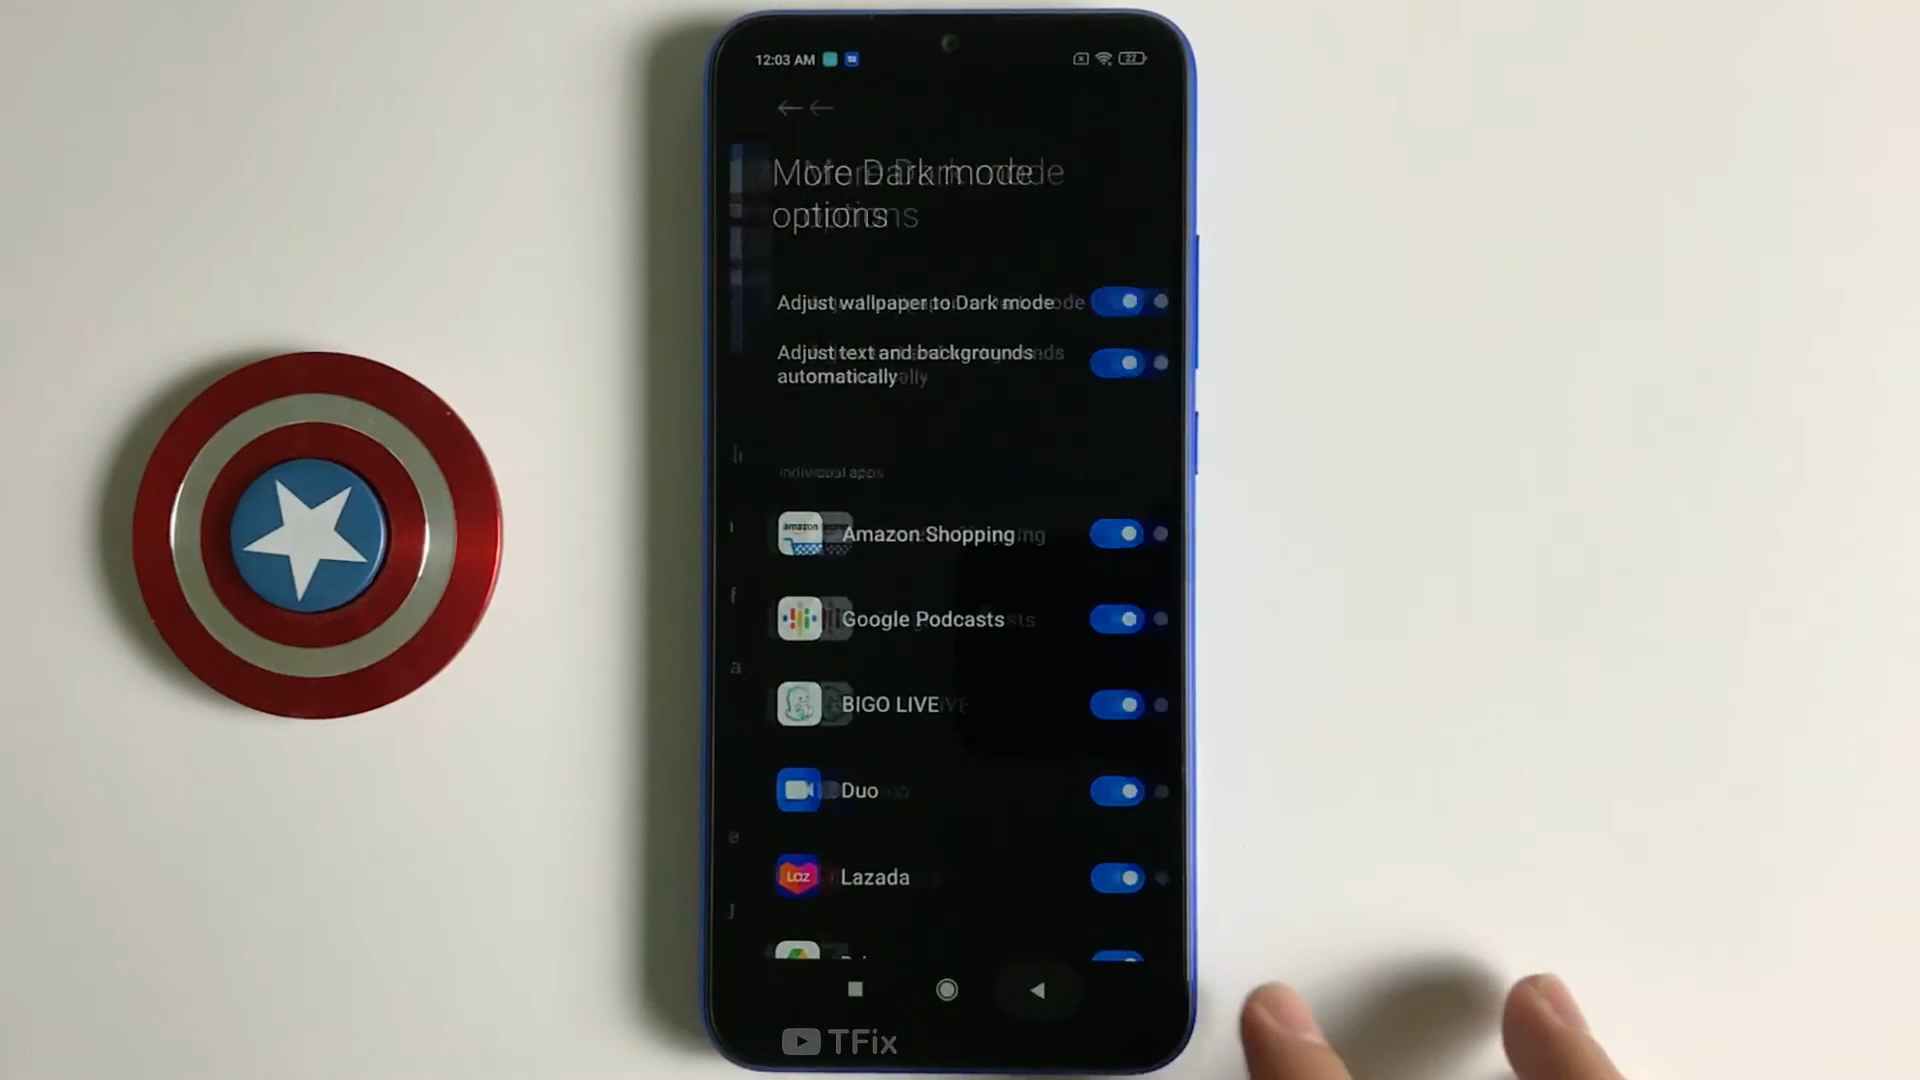 12:03 AM
22
More Dark mode
options
Adjust wallpaper to Dark mode
Adjust text and backgrounds
automatically
Individual apps
amazon
Amazon Shopping
Google Podcasts
BIGO LIVE
Duo
Laz
Lazada
TFix